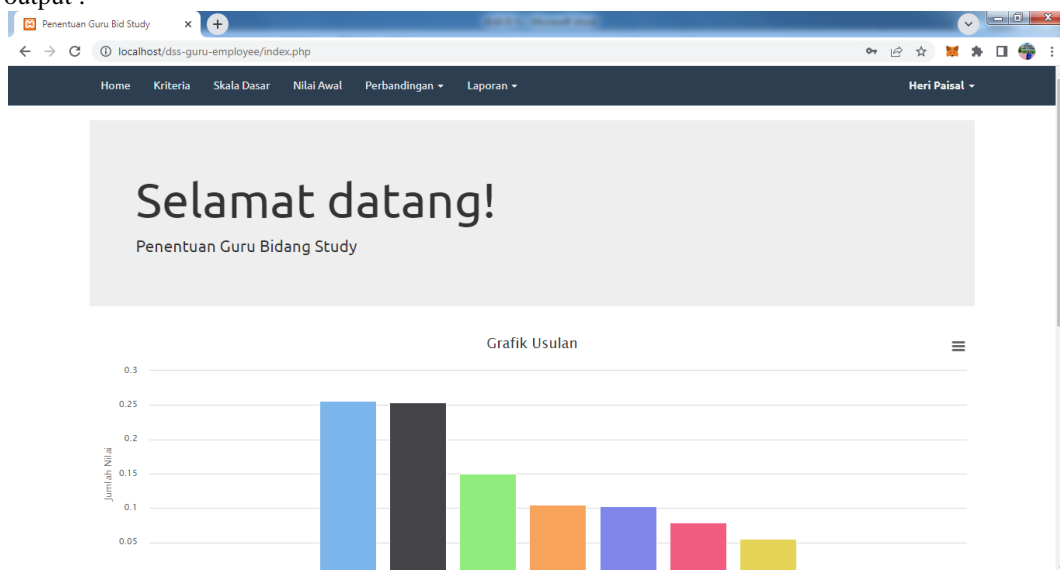 output :
Penentuan Guru Bid Study
localhost/dss-guru-employee/index.php
Home Kriteria Skala Dasar Nilai Awal Perbandingan Laporan Heri Paisal
Selamat datang!
Penentuan Guru Bidang Study
Grafik Usulan
Jumlah Nilai
0.3
0.25
0.2
0.15
0.1
0.05